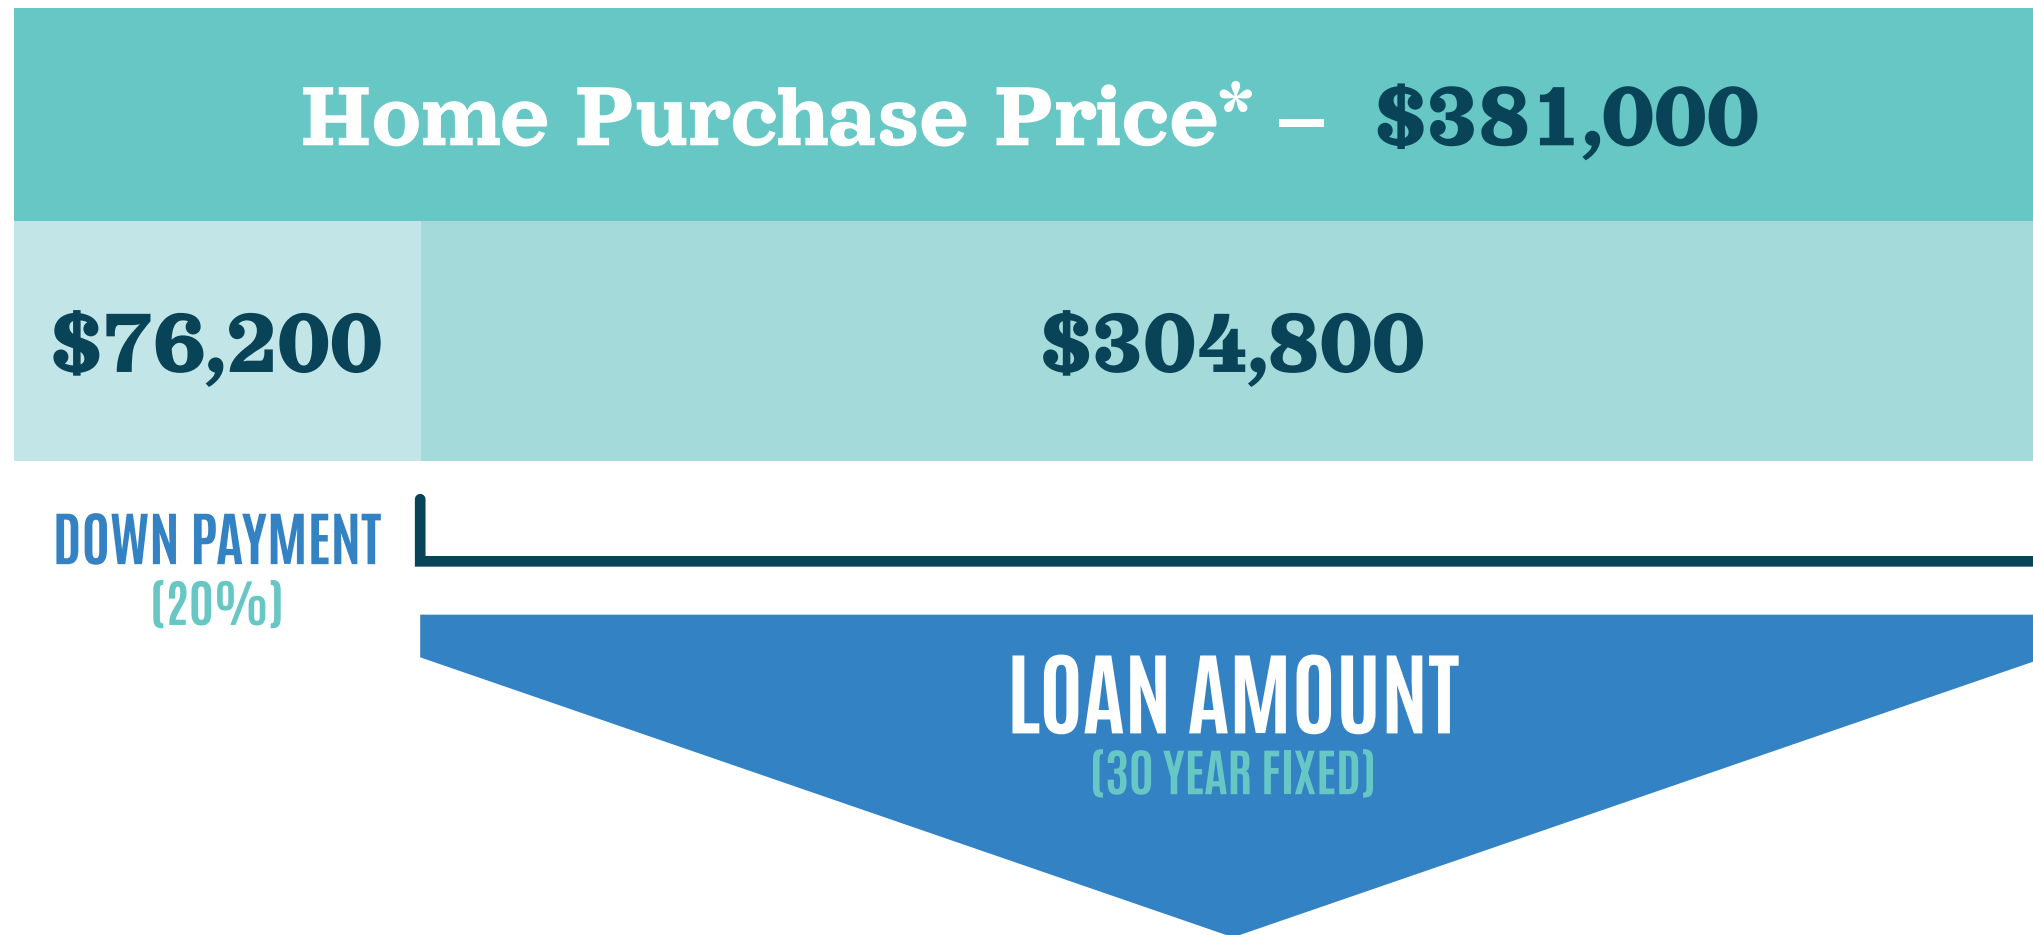 Home Purchase Price* – $381,000
$76,200
$304,800
DOWN PAYMENT
(20%)
LOAN AMOUNT
(30 YEAR FIXED)